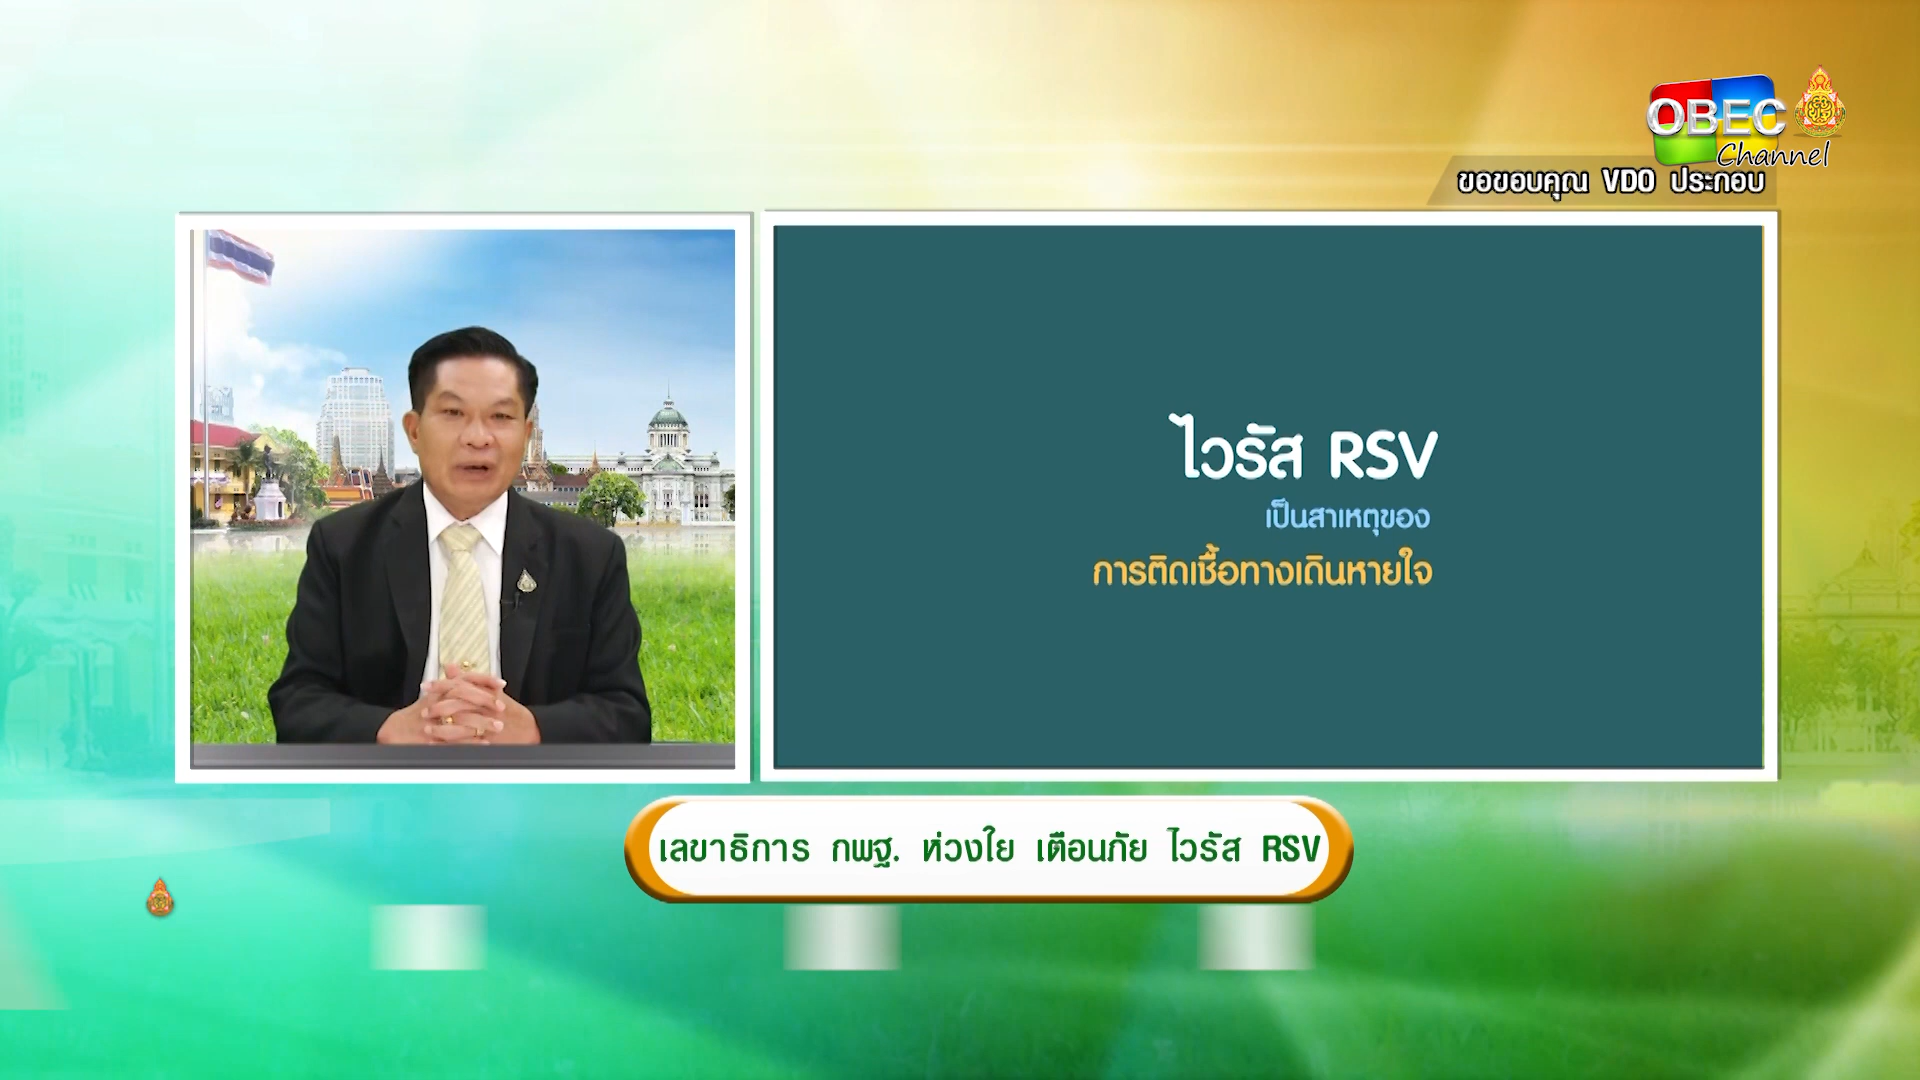 OBEC
Channel
ขอขอบคุณ VDO ประกอบ
ไวรัส RSV
เป็นสาเหตุของ
การติดเชื้อทางเดินหายใจ
เลขาธิการ กพฐ. ห่วงใย เตือนภัย ไวรัส RSV